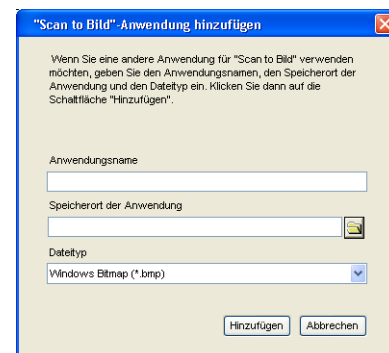 "Scan to Bild"-Anwendung hinzufügen
Wenn Sie eine andere Anwendung für "Scan to Bild" verwenden
möchten, geben Sie den Anwendungsnamen, den Speicherort der
Anwendung und den Dateityp ein. Klicken Sie dann auf die
Schaltfläche "Hinzufügen".
Anwendungsname
Speicherort der Anwendung
Dateityp
Windows Bitmap (*.bmp)
Hinzufügen Abbrechen